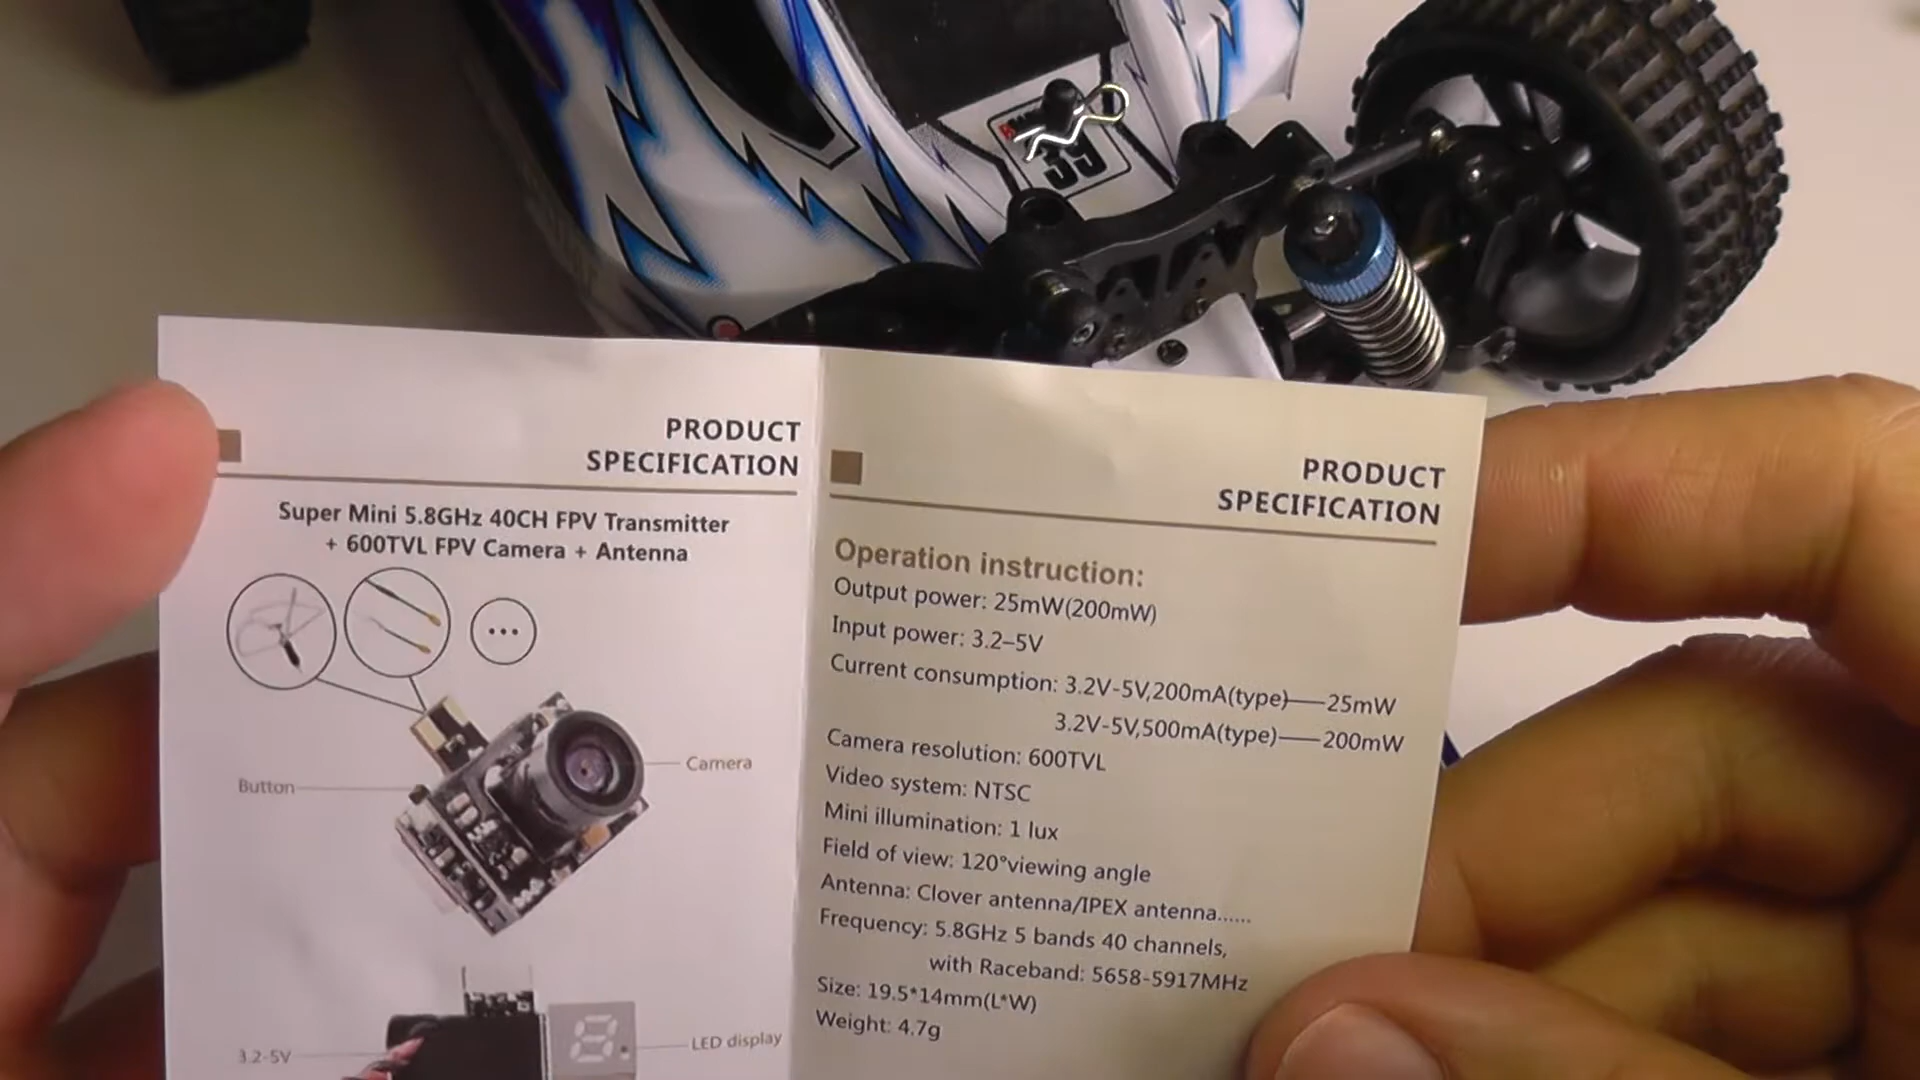 39
PRODUCT
SPECIFICATION
Super Mini 5.8GHz 40CH FPV Transmitter
+ 600TVL FPV Camera + Antenna
Button
Camera
3.2-5V
LED display
PRODUCT
SPECIFICATION
Operation instruction:
Output power: 25mW(200mW)
Input power: 3.2–5V
Current consumption: 3.2V-5V,200mA(type)——25mW
3.2V-5V,500mA(type)——200mW
Camera resolution: 600TVL
Video system: NTSC
Mini illumination: 1 lux
Field of view: 120°viewing angle
Antenna: Clover antenna/IPEX antenna......
Frequency: 5.8GHz 5 bands 40 channels,
with Raceband: 5658-5917MHz
Size: 19.5*14mm(L*W)
Weight: 4.7g